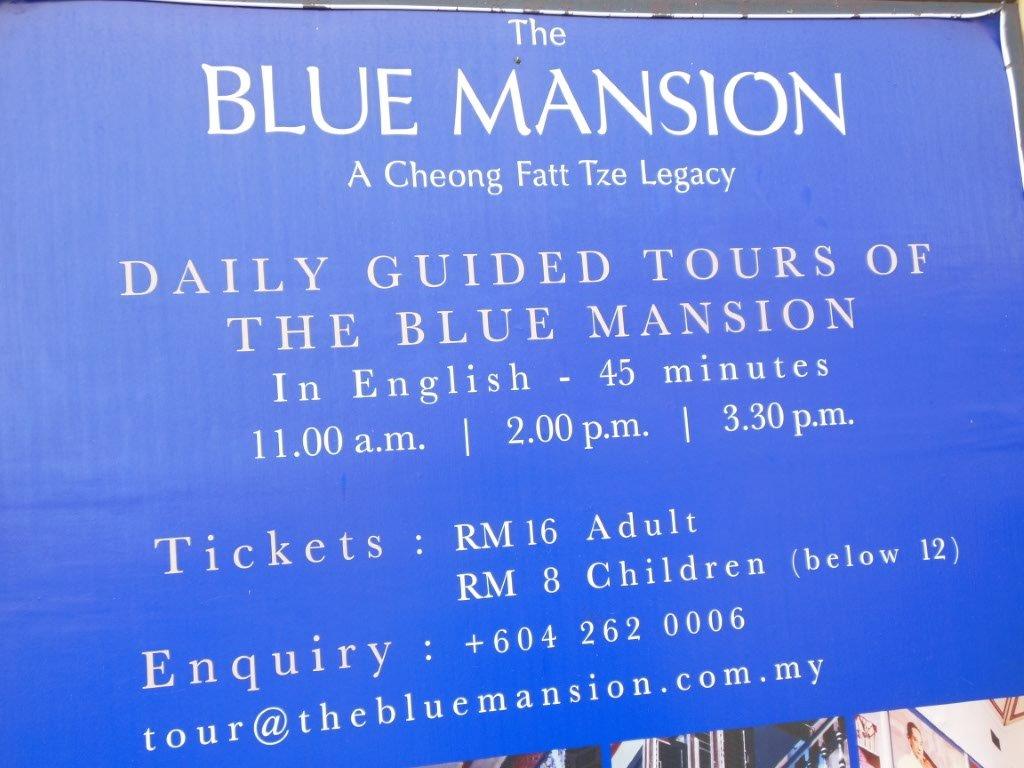 The
BLUE MANSION
A Cheong Fatt Tze Legacy
DAILY GUIDED TOURS OF
THE BLUE MANSION
In English - 45 minutes
11.00 a.m. | 2.00 p.m. | 3.30 p.m.
Tickets : RM 16 Adult
RM 8 Children (below 12)
Enquiry : +604 262 0006
tour@thebluemansion.com.my